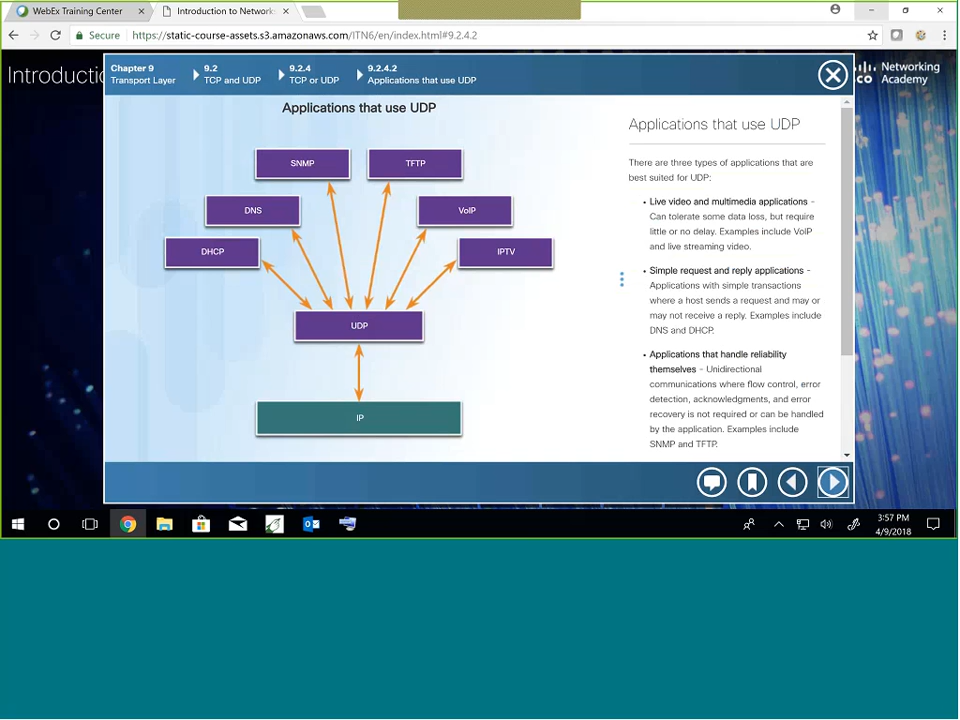 WebEx Training Center
Introduction to Network
Secure
https://static-course-assets.s3.amazonaws.com/ITN6/en/index.html#9.2.4.2
Introductio
Chapter 9
Transport Layer
9.2
TCP and UDP
9.2.4
TCP or UDP
9.2.4.2
Applications that use UDP
Networking
Academy
Applications that use UDP
SNMP
TFTP
DNS
VoIP
DHCP
IPTV
UDP
IP
Applications that use UDP
There are three types of applications that are
best suited for UDP:
• Live video and multimedia applications -
Can tolerate some data loss, but require
little or no delay. Examples include VoIP
and live streaming video.
• Simple request and reply applications -
Applications with simple transactions
where a host sends a request and may or
may not receive a reply. Examples include
DNS and DHCP.
• Applications that handle reliability
themselves - Unidirectional
communications where flow control, error
detection, acknowledgments, and error
recovery is not required or can be handled
by the application. Examples include
SNMP and TFTP.
3:57 PM
4/9/2018